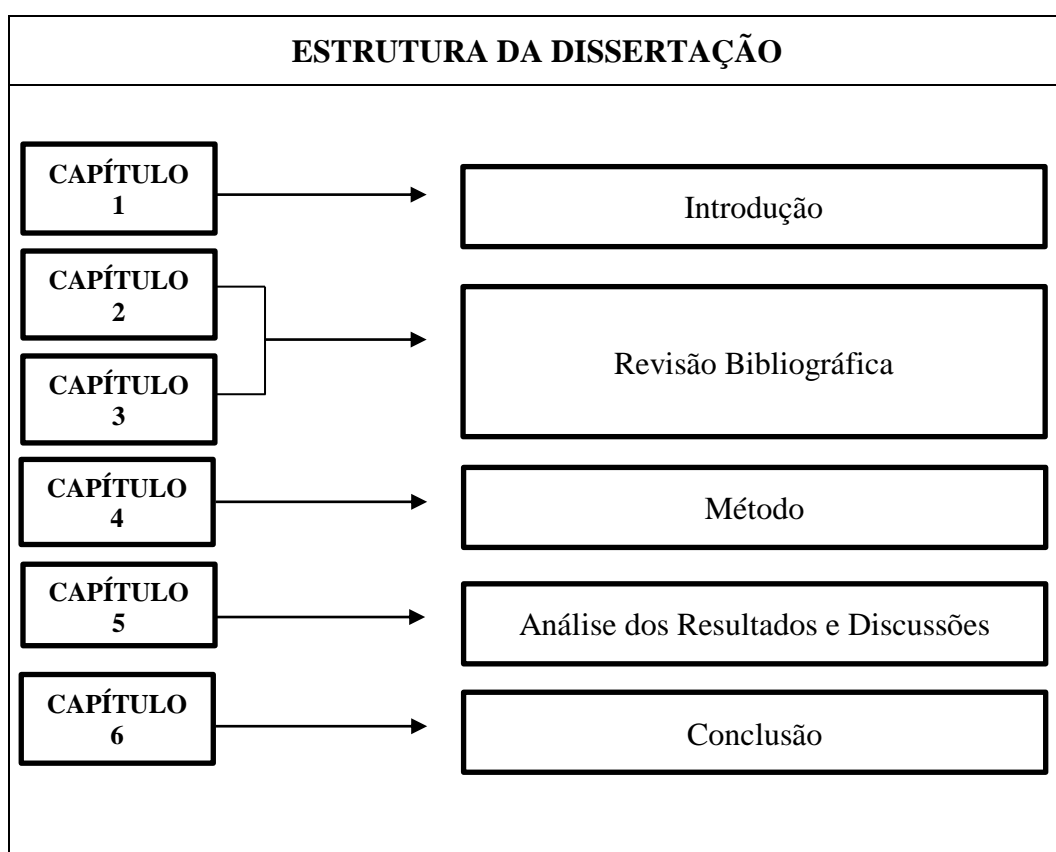 ESTRUTURA DA DISSERTAÇÃO
CAPÍTULO
1
Introdução
CAPÍTULO
2
CAPÍTULO
3
Revisão Bibliográfica
CAPÍTULO
4
Método
CAPÍTULO
5
Análise dos Resultados e Discussões
CAPÍTULO
6
Conclusão